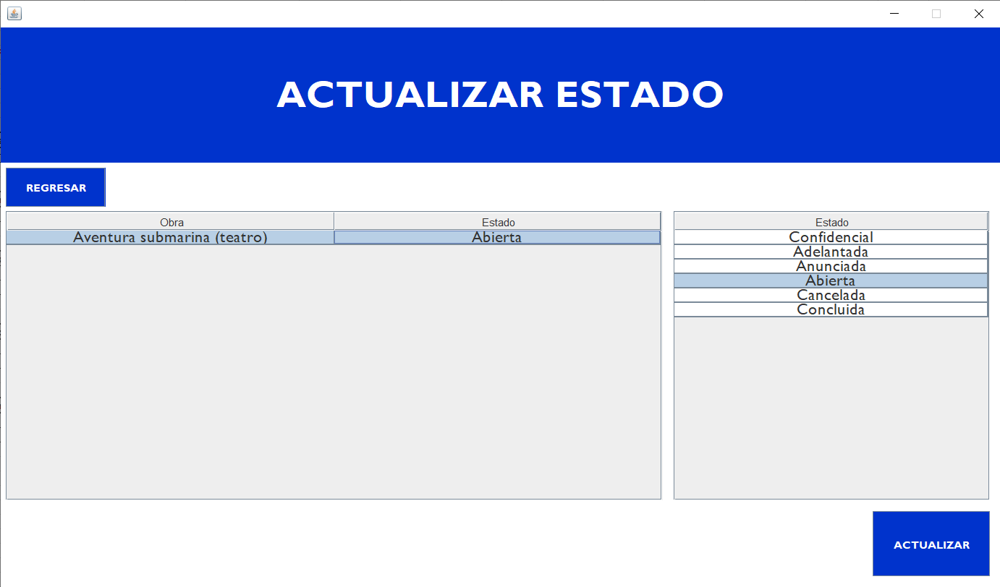 ACTUALIZAR ESTADO
REGRESAR
Obra Estado
Aventura submarina (teatro) Abierta
Estado
Confidencial
Adelantada
Anunciada
Abierta
Cancelada
Concluida
ACTUALIZAR